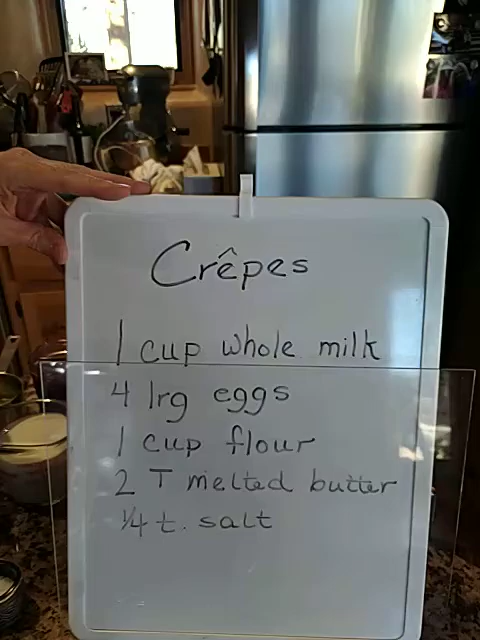 Crêpes
1 cup whole milk
4 lrg eggs
1 cup flour
2 T melted butter
1/4 t. salt